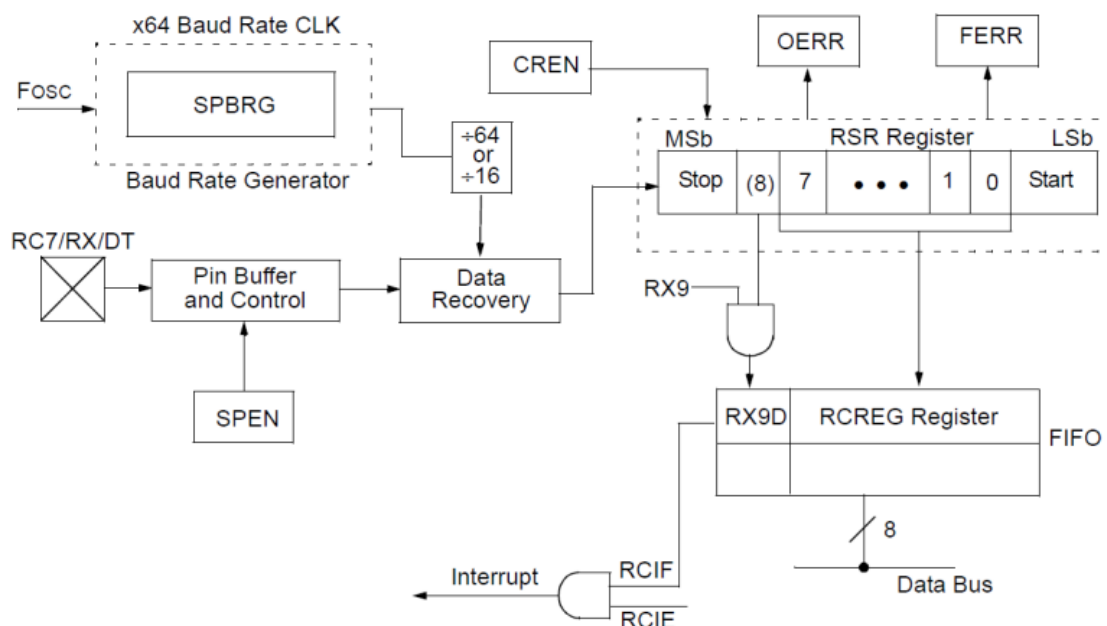 x64 Baud Rate CLK
OERR
FERR
CREN
Fosc
SPBRG
÷64
or
÷16
MSb
RSR Register
LSb
Baud Rate Generator
Stop
(8)
7
• • •
1
0
Start
RC7/RX/DT
Pin Buffer
and Control
Data
Recovery
RX9
SPEN
RX9D
RCREG Register
FIFO
8
Interrupt
RCIF
Data Bus
RCIE